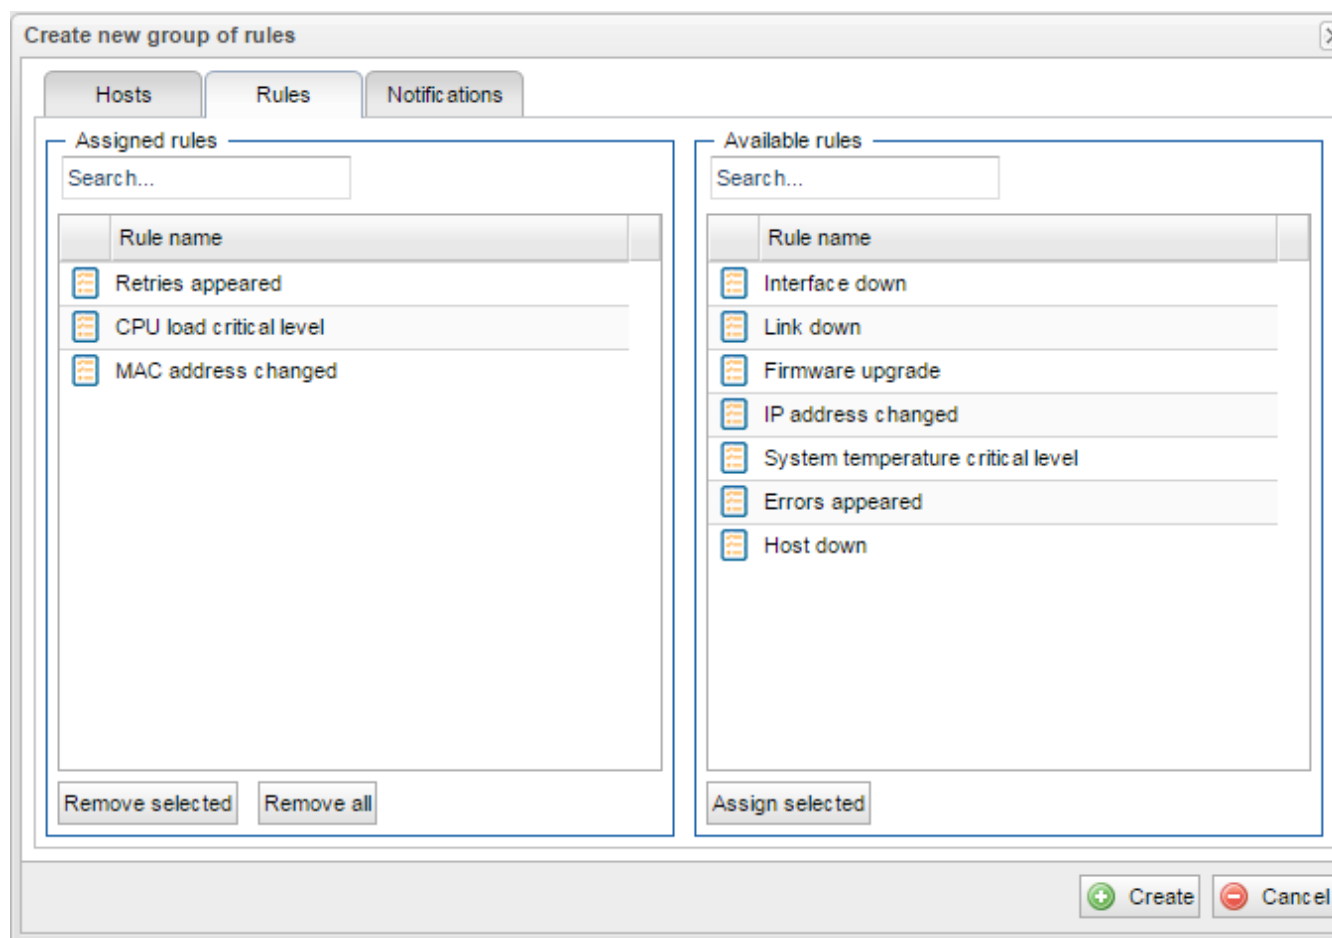 Create new group of rules
Hosts
Rules
Notifications
Assigned rules
Search...
Rule name
Retries appeared
CPU load critical level
MAC address changed
Remove selected
Remove all
Available rules
Search...
Rule name
Interface down
Link down
Firmware upgrade
IP address changed
System temperature critical level
Errors appeared
Host down
Assign selected
Create
Cancel